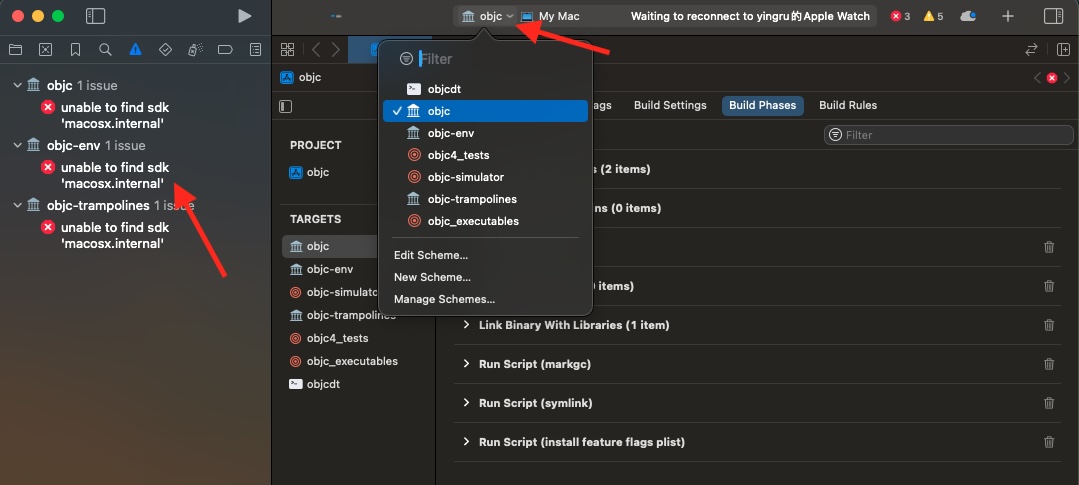 objc
My Mac
Waiting to reconnect to yingru的Apple Watch
3
5
objc 1 issue
unable to find sdk
'macosx.internal'
objc-env 1 issue
unable to find sdk
'macosx.internal'
objc-trampolines 1 issue
unable to find sdk
'macosx.internal'
objc
PROJECT
objc
TARGETS
objc
objc-env
objc-simulato
objc-trampolines
objc4_tests
objc_executables
objcdt
Filter
objcdt
objc
objc-env
objc4_tests
objc-simulator
objc-trampolines
objc_executables
Edit Scheme...
New Scheme...
Manage Schemes...
ags
Build Settings
Build Phases
Build Rules
Filter
s (2 items)
ns (0 items)
items)
Link Binary With Libraries (1 item)
Run Script (markgc)
Run Script (symlink)
Run Script (install feature flags plist)